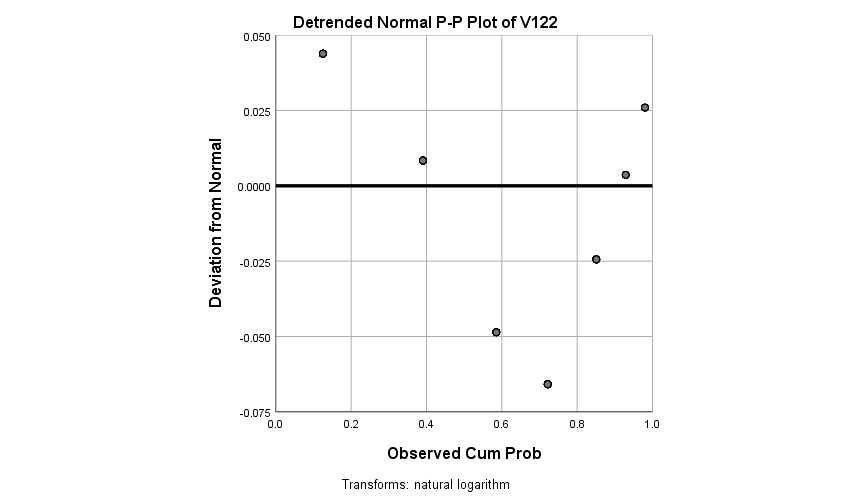 Detrended Normal P-P Plot of V122
Deviation from Normal
0.050
0.025
0.0000
-0.025
-0.050
-0.075
0.0 0.2 0.4 0.6 0.8 1.0
Observed Cum Prob
Transforms: natural logarithm